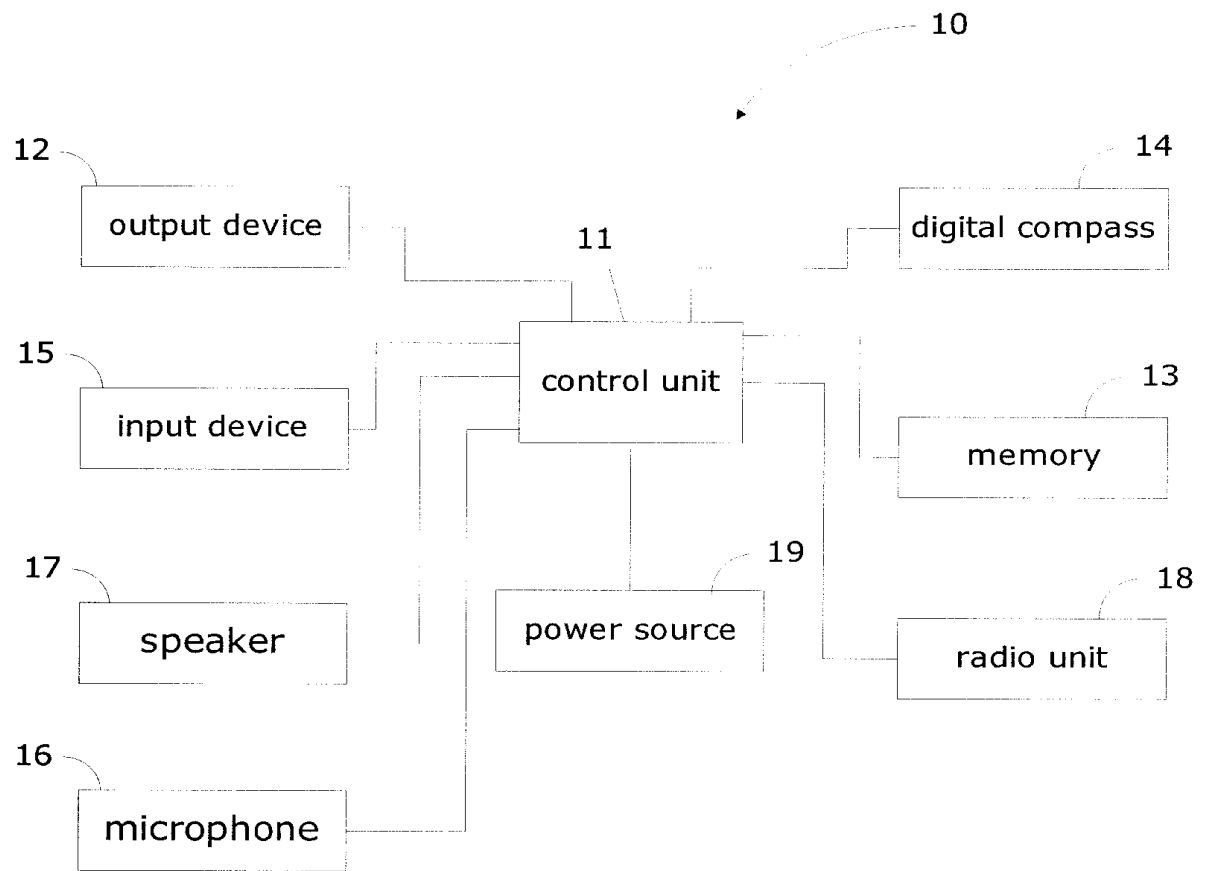 10
12
output device
14
digital compass
11
control unit
15
input device
13
memory
17
speaker
19
power source
18
radio unit
16
microphone